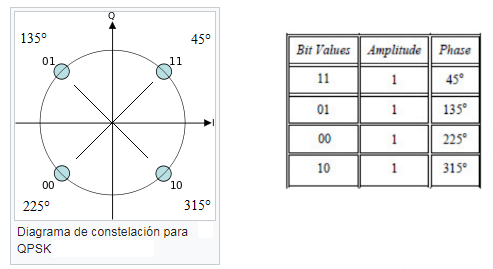 Q
135° 45°
01 11
I
00 10
225° 315°
Diagrama de constelación para
QPSK
Bit Values Amplitude Phase
11 1 45°
01 1 135°
00 1 225°
10 1 315°